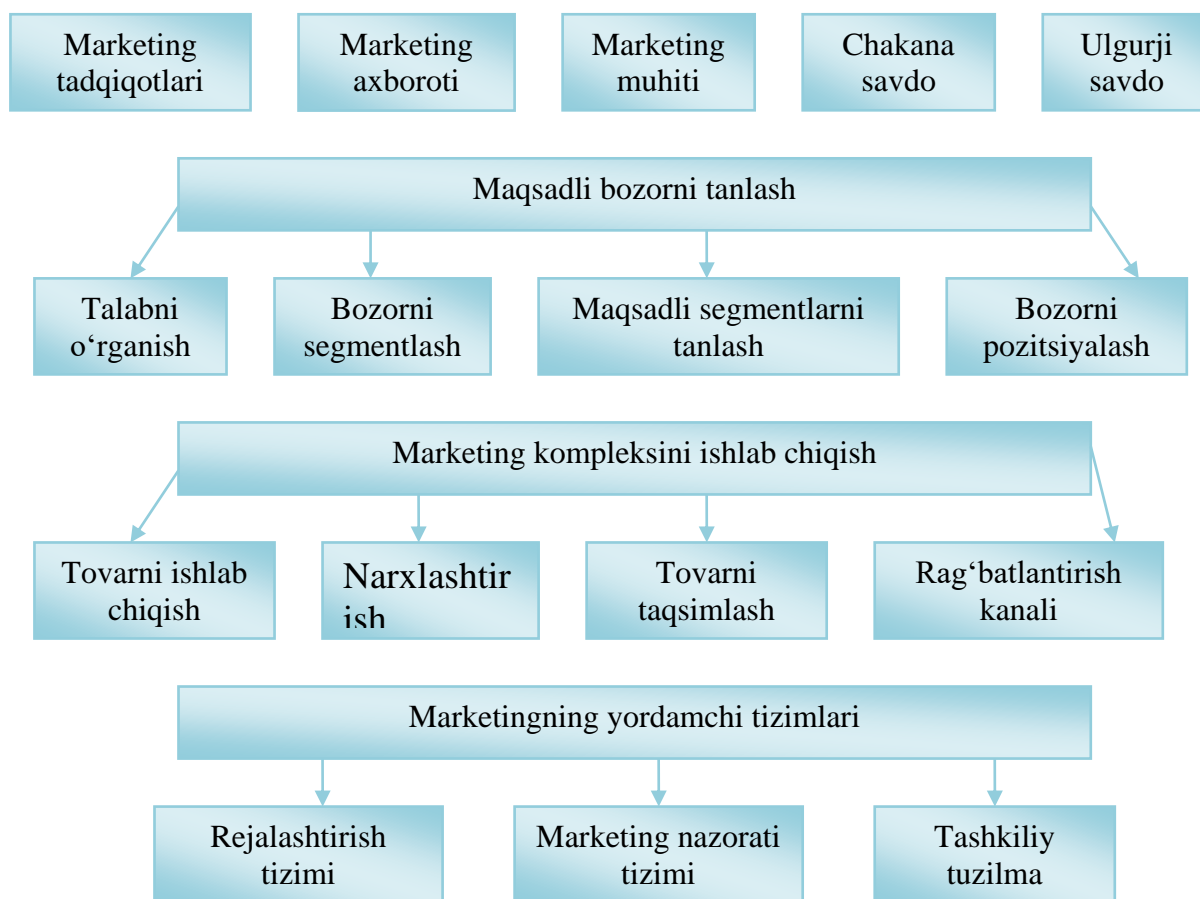 Marketing
tadqiqotlari
Marketing
axboroti
Marketing
muhiti
Chakana
savdo
Ulgurji
savdo
Maqsadli bozorni tanlash
Talabni
o‘rganish
Bozorni
segmentlash
Maqsadli segmentlarni
tanlash
Bozorni
pozitsiyalash
Marketing kompleksini ishlab chiqish
Tovarni ishlab
chiqish
Narxlashtir
ish
Tovarni
taqsimlash
Rag‘batlantirish
kanali
Marketingning yordamchi tizimlari
Rejalashtirish
tizimi
Marketing nazorati
tizimi
Tashkiliy
tuzilma